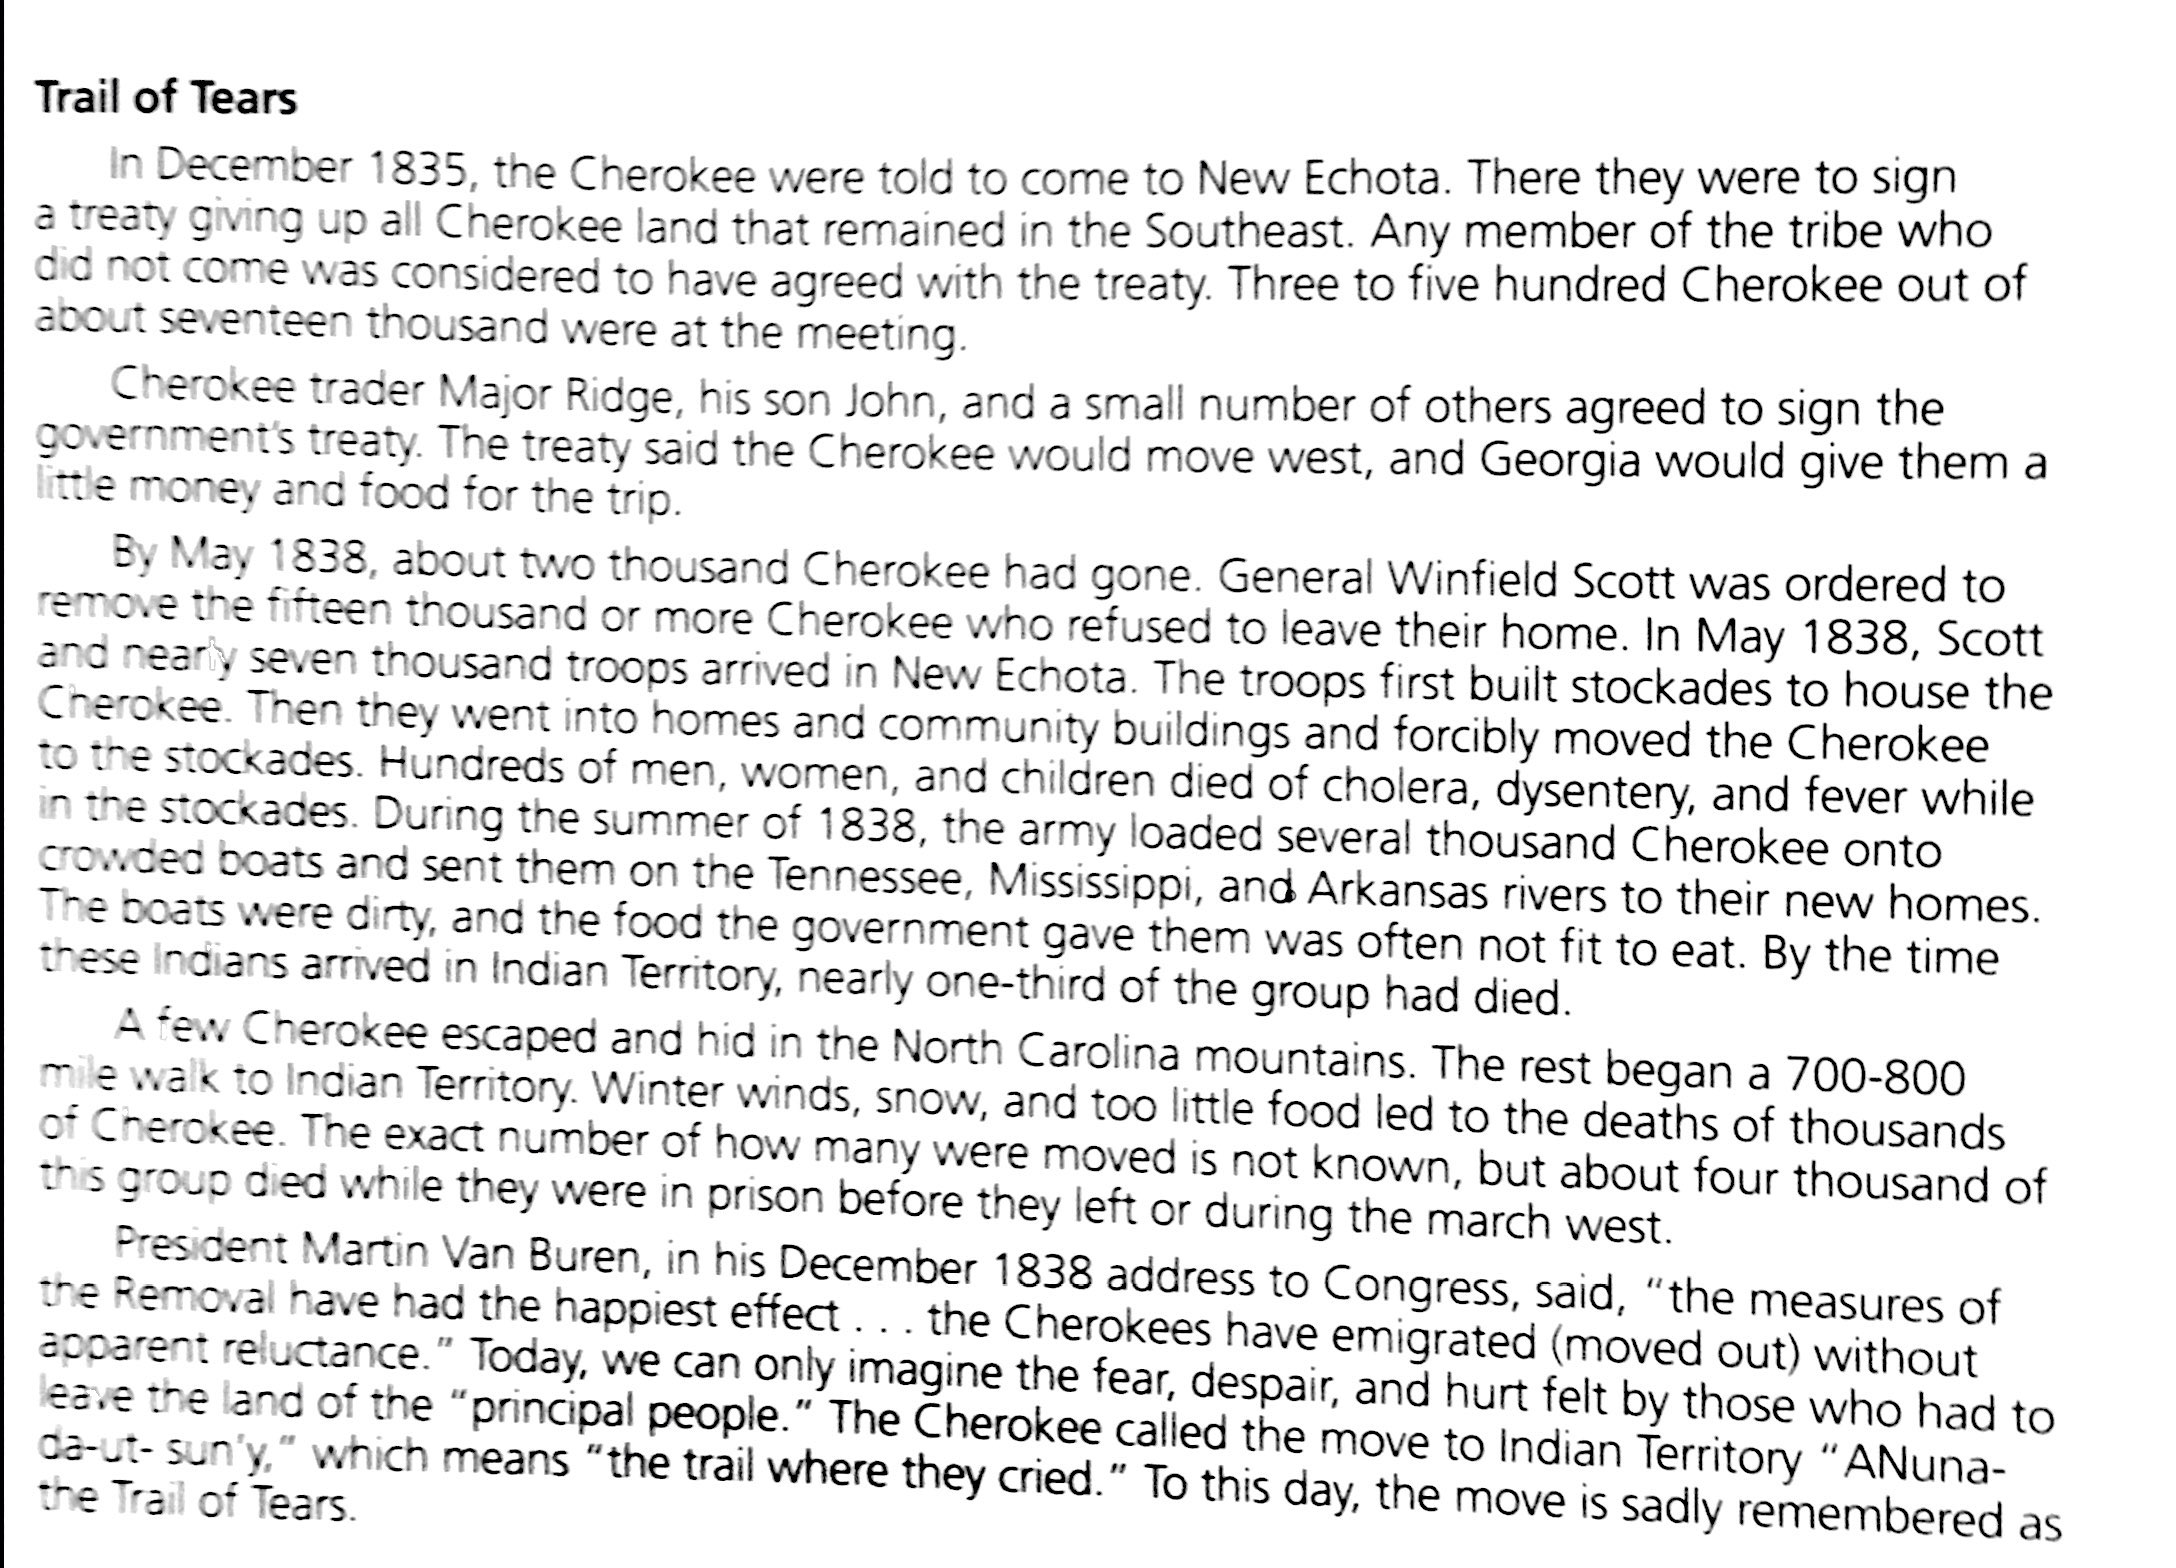 Trail of Tears
In December 1835, the Cherokee were told to come to New Echota. There they were to sign
a treaty giving up all Cherokee land that remained in the Southeast. Any member of the tribe who
did not come was considered to have agreed with the treaty. Three to five hundred Cherokee out of
about seventeen thousand were at the meeting.
Cherokee trader Major Ridge, his son John, and a small number of others agreed to sign the
government's treaty. The treaty said the Cherokee would move west, and Georgia would give them a
little money and food for the trip.
By May 1838, about two thousand Cherokee had gone. General Winfield Scott was ordered to
remove the fifteen thousand or more Cherokee who refused to leave their home. In May 1838, Scott
and nearly seven thousand troops arrived in New Echota. The troops first built stockades to house the
Cherokee. Then they went into homes and community buildings and forcibly moved the Cherokee
to the stockades. Hundreds of men, women, and children died of cholera, dysentery, and fever while
in the stockades. During the summer of 1838, the army loaded several thousand Cherokee onto
crowded boats and sent them on the Tennessee, Mississippi, and Arkansas rivers to their new homes.
The boats were dirty, and the food the government gave them was often not fit to eat. By the time
these Indians arrived in Indian Territory, nearly one-third of the group had died.
A few Cherokee escaped and hid in the North Carolina mountains. The rest began a 700-800
mile walk to Indian Territory. Winter winds, snow, and too little food led to the deaths of thousands
of Cherokee. The exact number of how many were moved is not known, but about four thousand of
this group died while they were in prison before they left or during the march west.
President Martin Van Buren, in his December 1838 address to Congress, said, "the measures of
the Removal have had the happiest effect . . . the Cherokees have emigrated (moved out) without
apparent reluctance." Today, we can only imagine the fear, despair, and hurt felt by those who had to
leave the land of the "principal people." The Cherokee called the move to Indian Territory "ANuna-
da-ut- sun'y," which means "the trail where they cried." To this day, the move is sadly remembered as
the Trail of Tears.